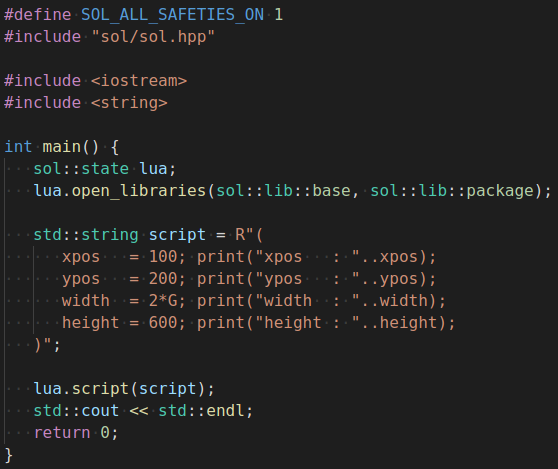 #define SOL_ALL_SAFETIES_ON 1
#include "sol/sol.hpp"

#include <iostream>
#include <string>

int main() {
   sol::state lua;
   lua.open_libraries(sol::lib::base, sol::lib::package);

   std::string script = R"(
      xpos   = 100; print("xpos   : "..xpos);
      ypos   = 200; print("ypos   : "..ypos);
      width  = 2*G; print("width  : "..width);
      height = 600; print("height : "..height);
   )";

   lua.script(script);
   std::cout << std::endl;
   return 0;
}